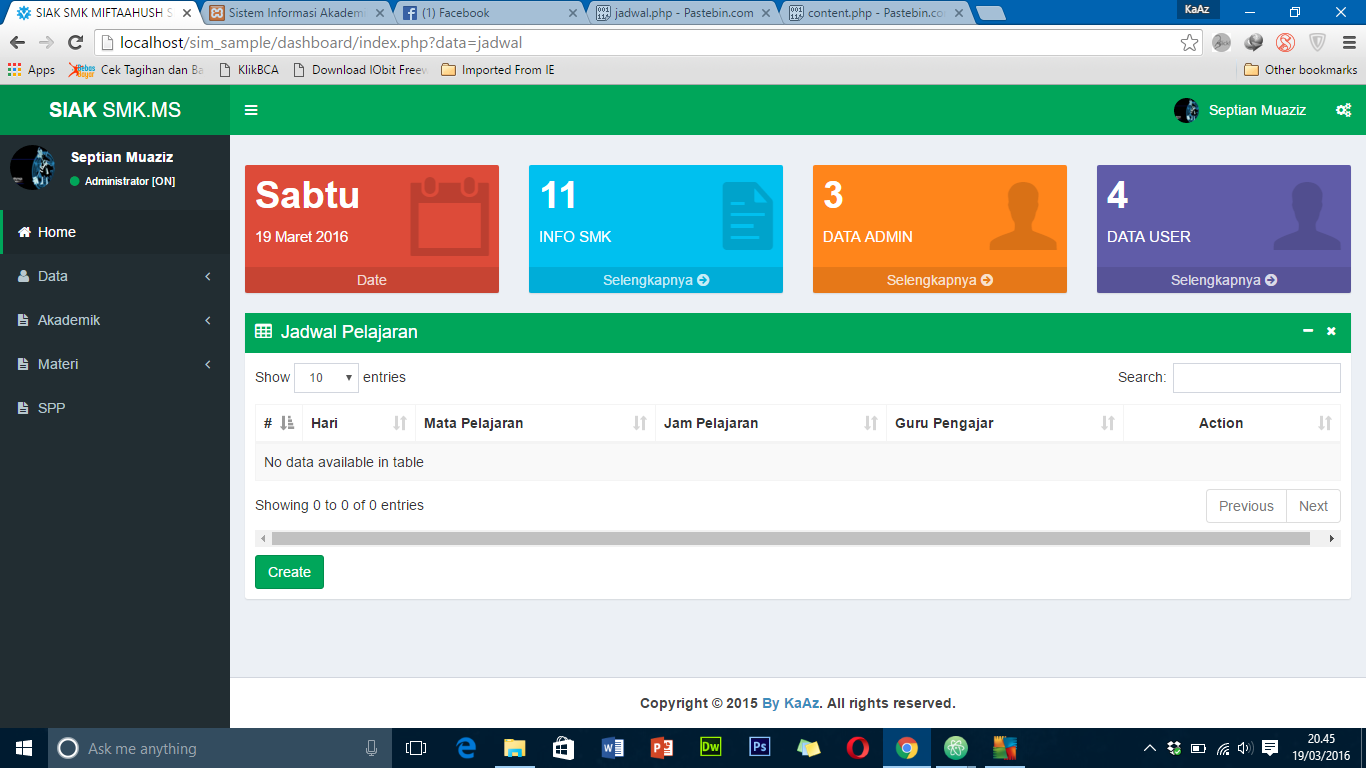 SIAK SMK MIFTAAHUSH S
Sistem Informasi Akadem
(1) Facebook
jadwal.php - Pastebin.com
content.php - Pastebin.co
KaAz
localhost/sim_sample/dashboard/index.php?data=jadwal
Apps
Cek Tagihan dan Ba
KlikBCA
Download IObit Freew
Imported From IE
Other bookmarks
SIAK SMK.MS
Septian Muaziz
Septian Muaziz
Administrator [ON]
Home
Data
Akademik
Materi
SPP
Sabtu
19 Maret 2016
Date
11
INFO SMK
Selengkapnya
3
DATA ADMIN
Selengkapnya
4
DATA USER
Selengkapnya
Jadwal Pelajaran
Show 10 entries
Search:
# Hari Mata Pelajaran Jam Pelajaran Guru Pengajar Action
No data available in table
Showing 0 to 0 of 0 entries
Previous Next
Create
Copyright © 2015 By KaAz. All rights reserved.
Ask me anything
Dw
Ps
20.45
19/03/2016